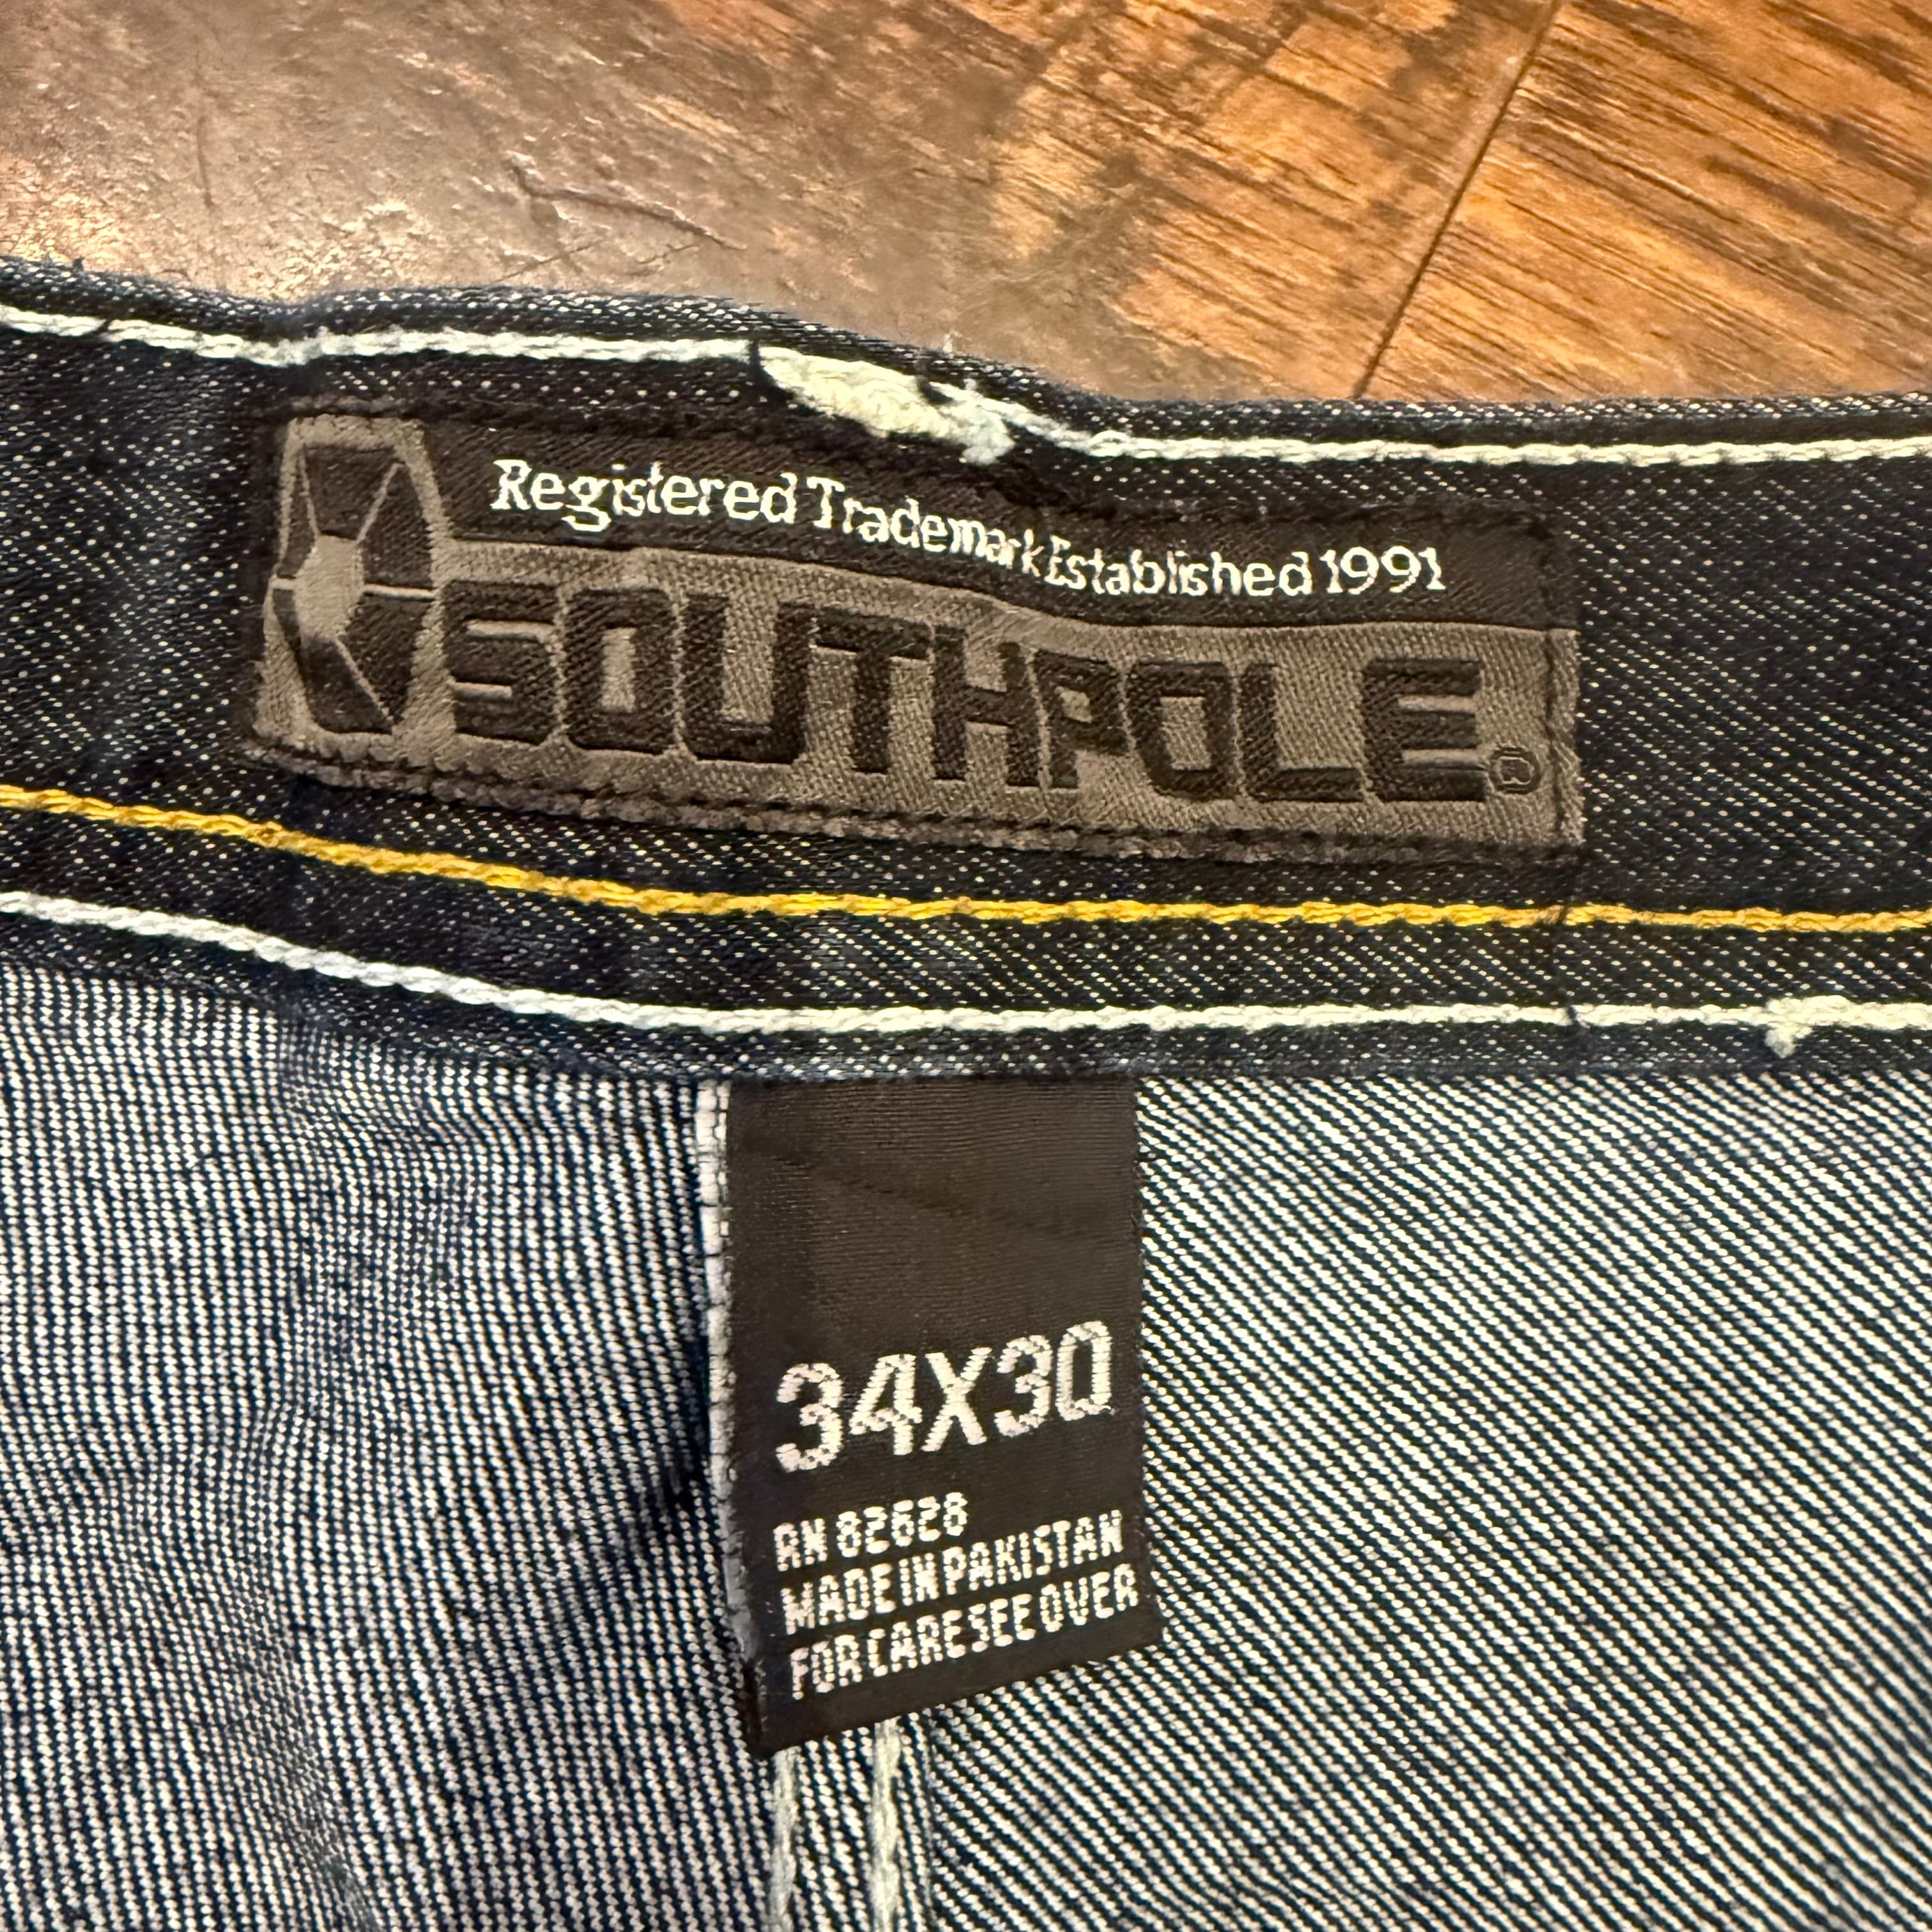 Registered Trademark Established 1991
SOUTHPOLE®
34X30
RN 82628
MADE IN PAKISTAN
FOR CARE SEE OVER